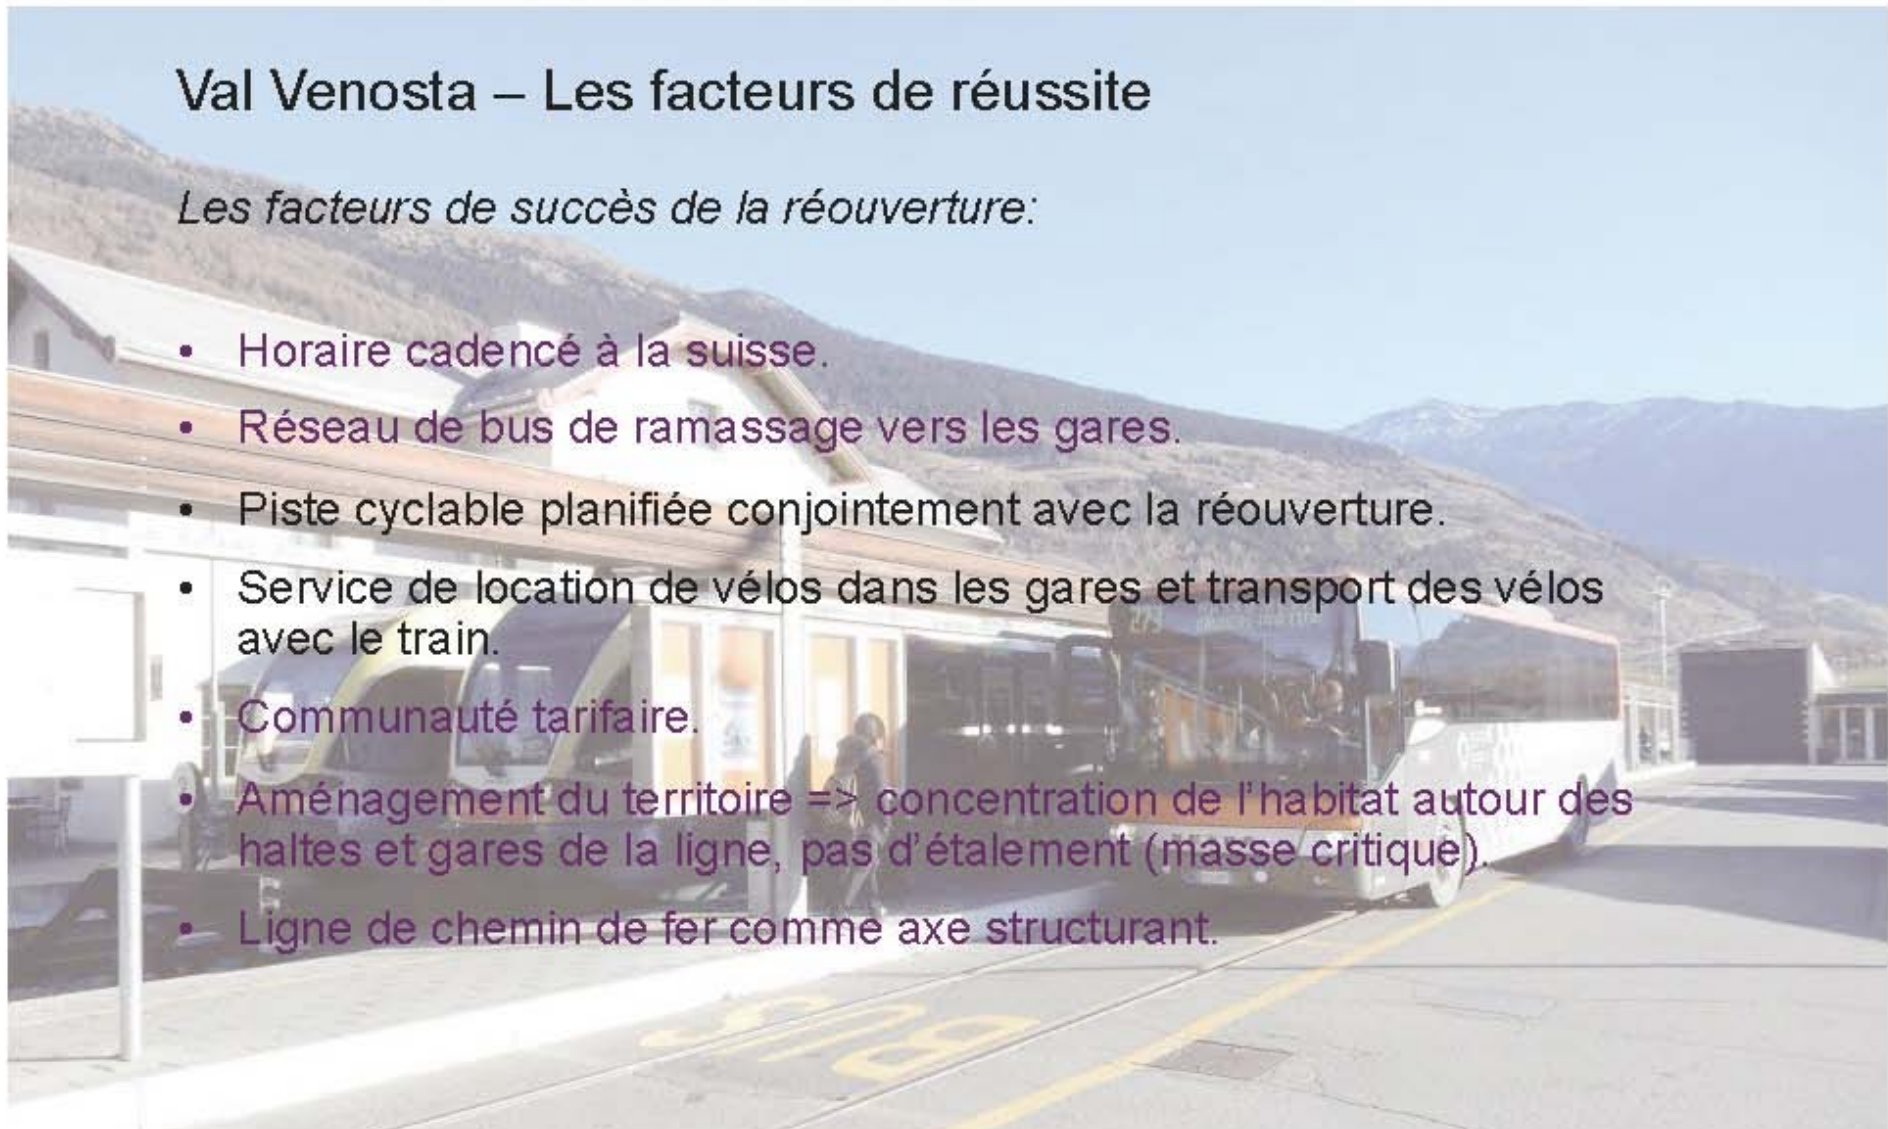 Val Venosta – Les facteurs de réussite
Les facteurs de succès de la réouverture:
• Horaire cadencé à la suisse.
• Réseau de bus de ramassage vers les gares.
• Piste cyclable planifiée conjointement avec la réouverture.
• Service de location de vélos dans les gares et transport des vélos
avec le train.
• Communauté tarifaire.
• Aménagement du territoire => concentration de l'habitat autour des
haltes et gares de la ligne, pas d'étalement (masse critique).
• Ligne de chemin de fer comme axe structurant.
BUS